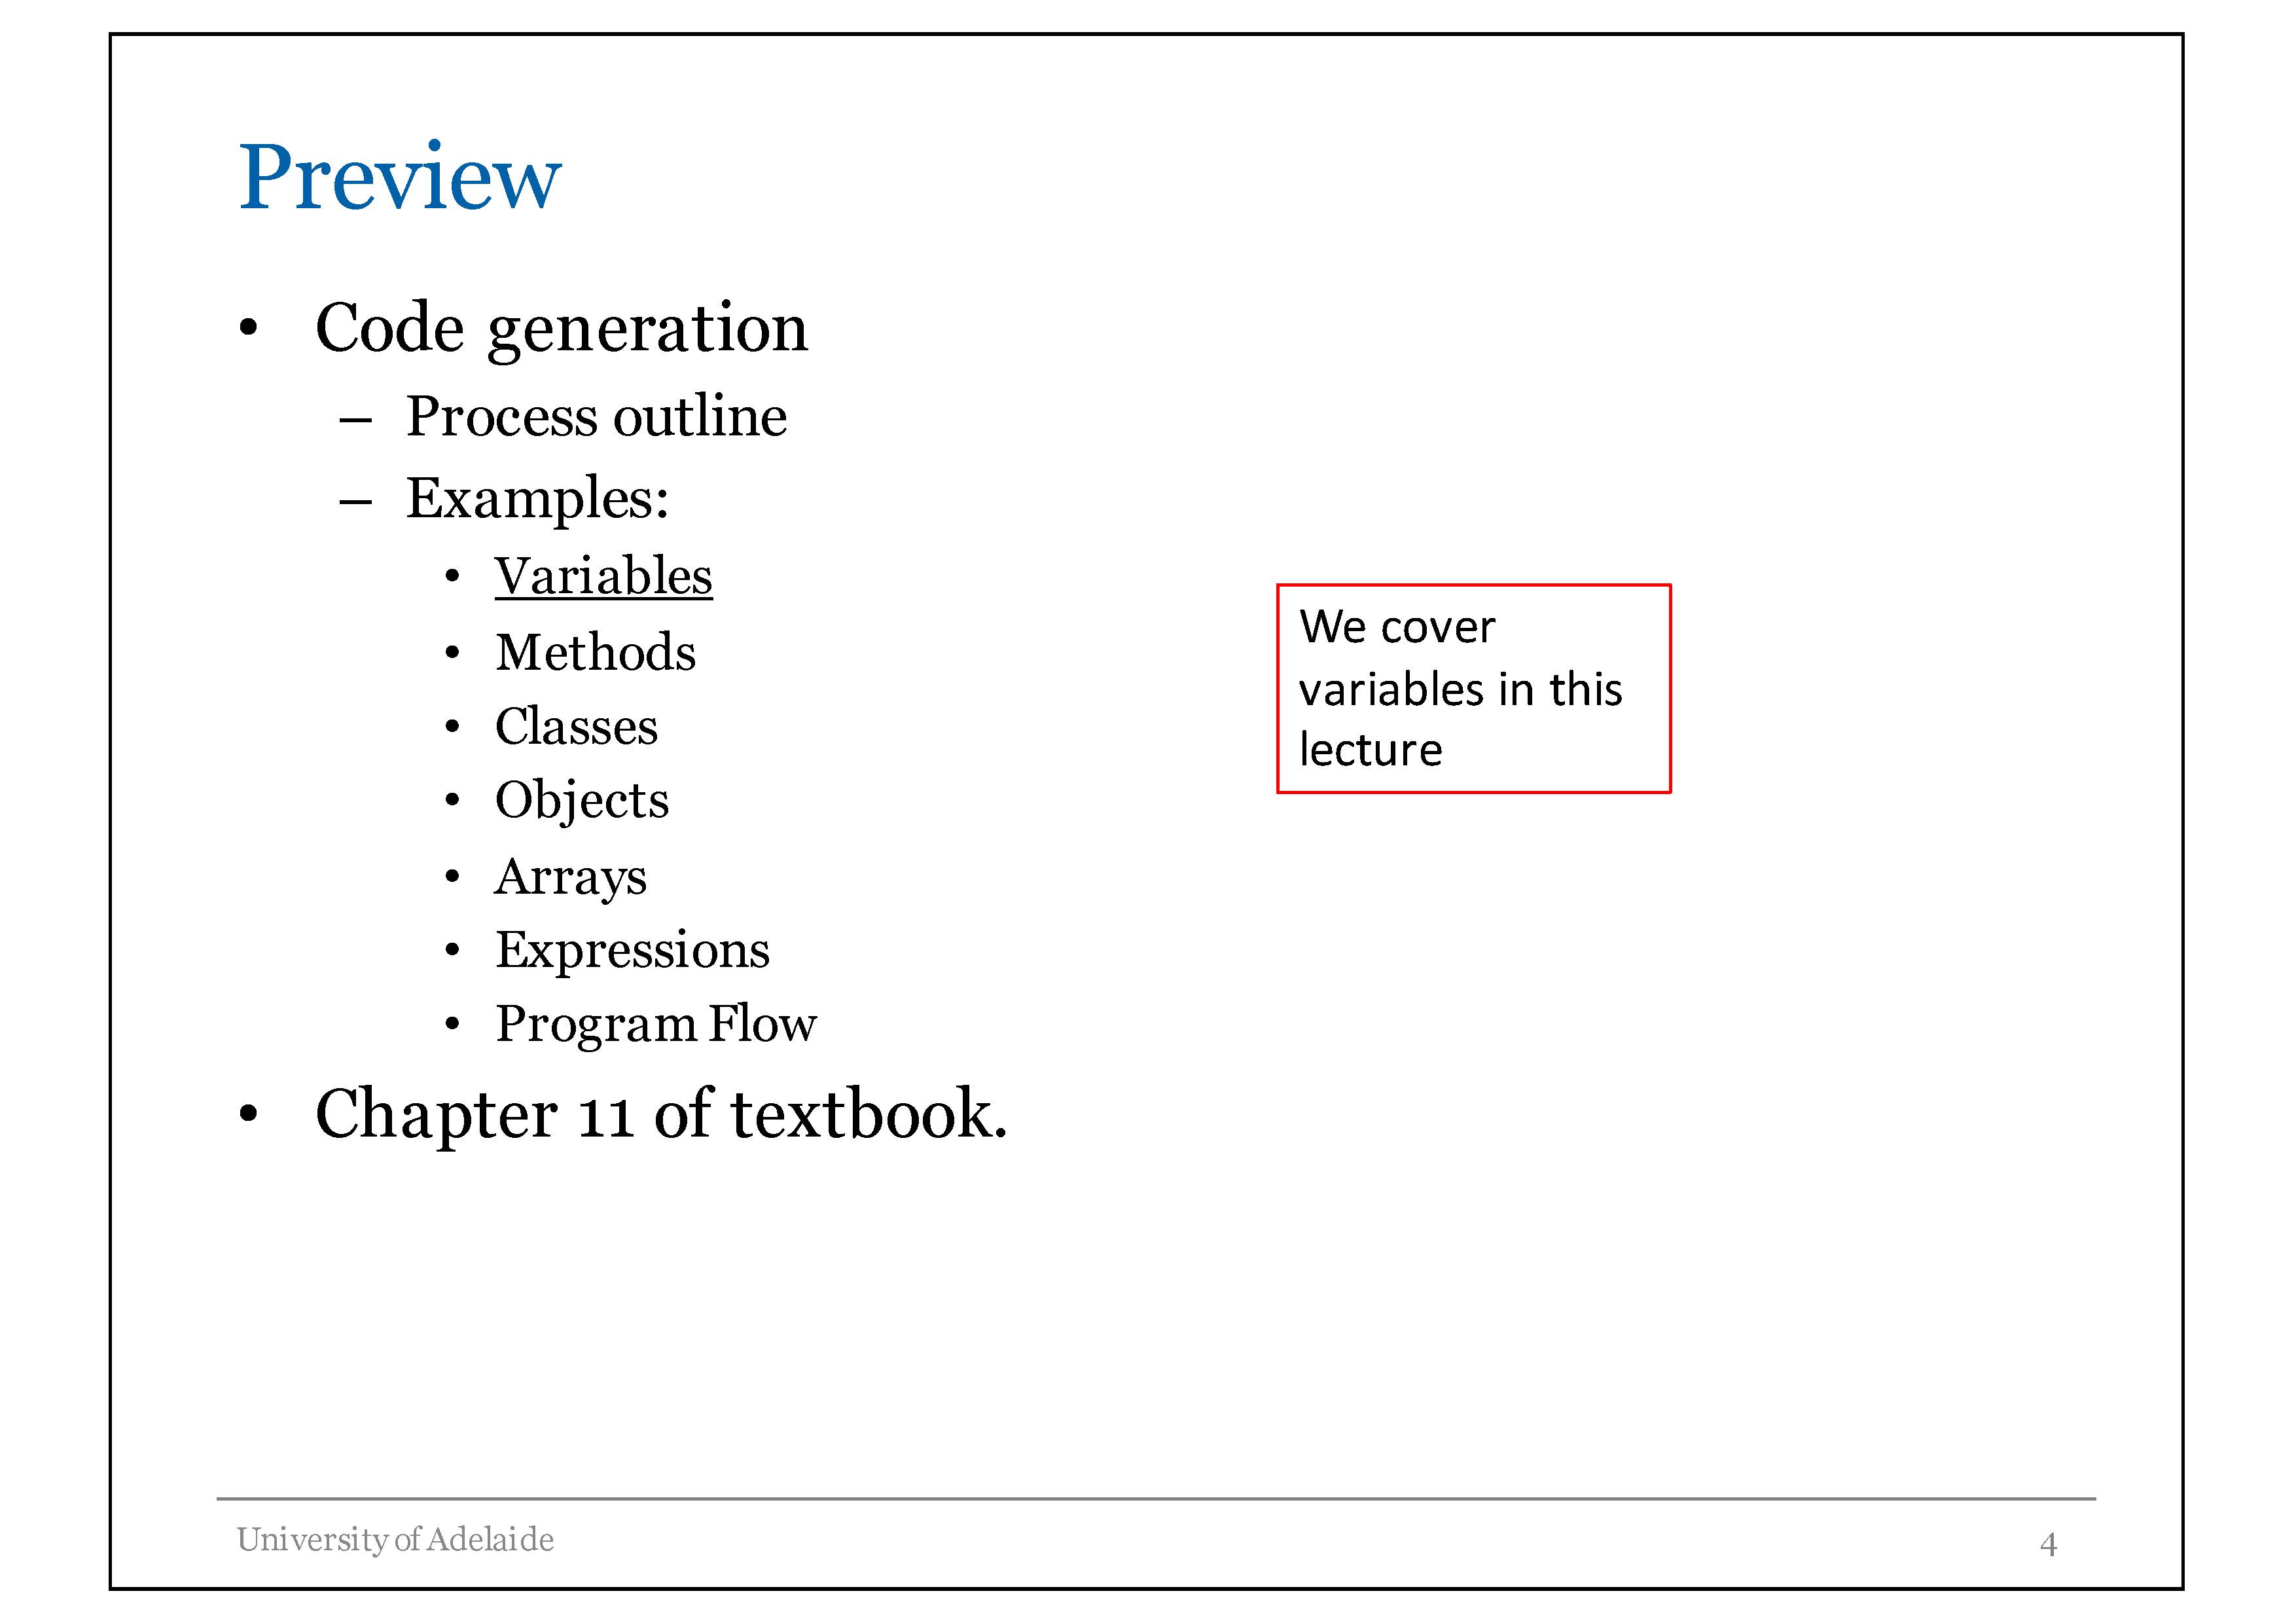 Preview
• Code generation
– Process outline
– Examples:
• Variables
• Methods
• Classes
• Objects
• Arrays
• Expressions
• Program Flow
• Chapter 11 of textbook.
We cover
variables in this
lecture
University of Adelaide
4